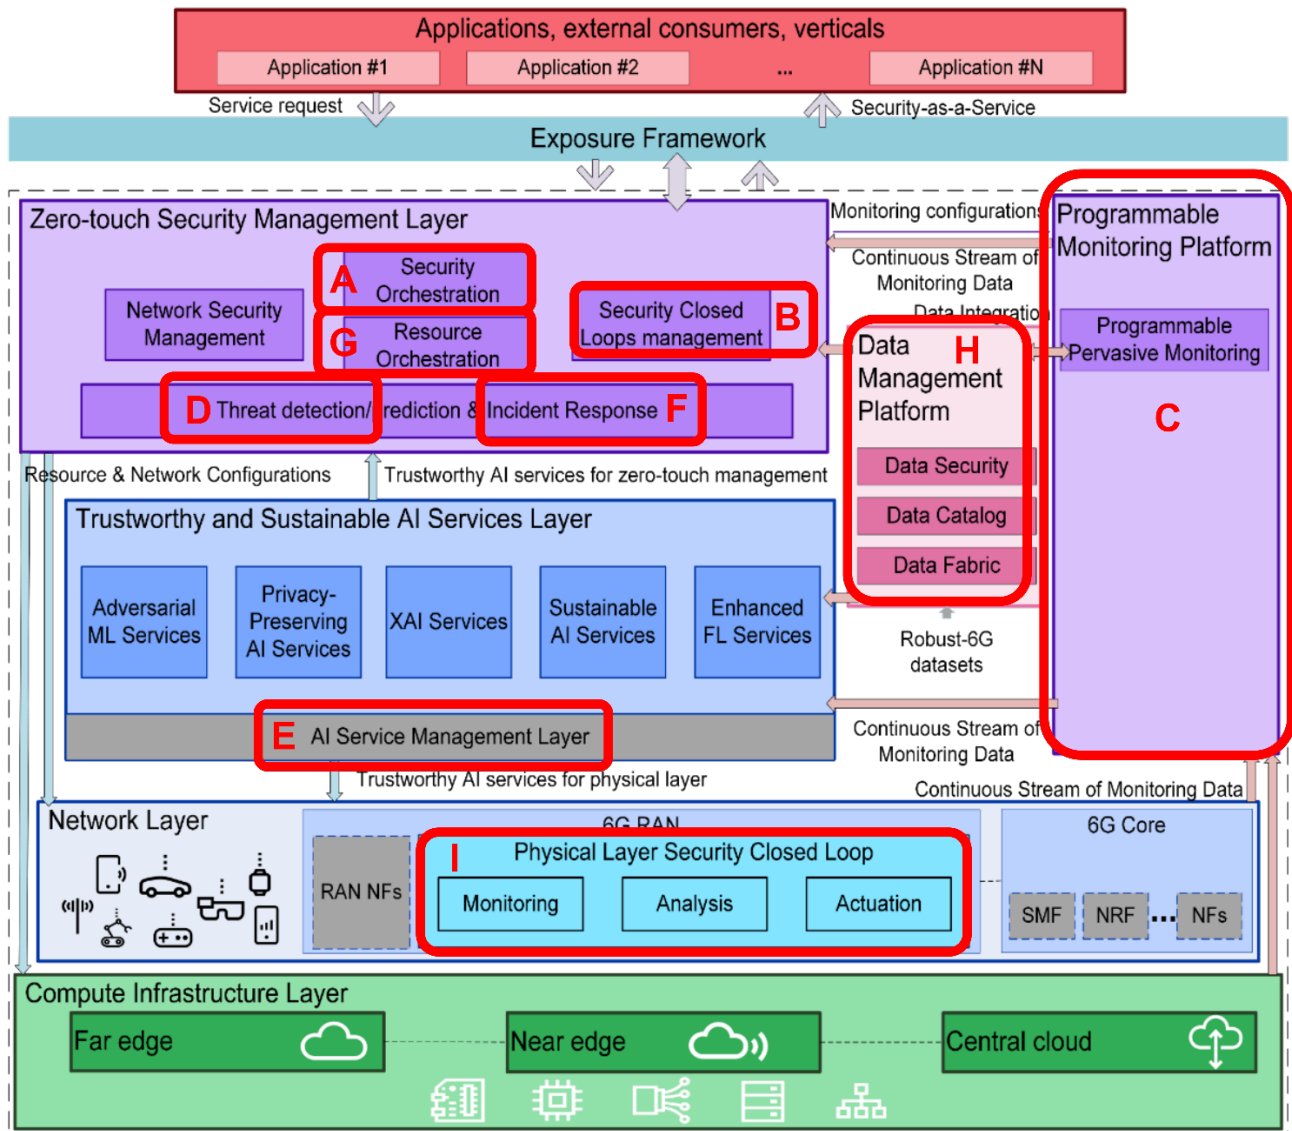 Applications, external consumers, verticals
Application #1
Application #2
...
Application #N
Service request
Security-as-a-Service
Exposure Framework
Zero-touch Security Management Layer
A
Security
Orchestration
Network Security
Management
G
Resource
Orchestration
Security Closed
Loops management
B
D
Threat detection/prediction & Incident Response
F
Monitoring configurations
Continuous Stream of
Monitoring Data
Data Integration
Programmable
Monitoring Platform
Programmable
Pervasive Monitoring
C
Data
Management
Platform
H
Data Security
Data Catalog
Data Fabric
Robust-6G
datasets
Resource & Network Configurations
Trustworthy AI services for zero-touch management
Trustworthy and Sustainable AI Services Layer
Adversarial
ML Services
Privacy-
Preserving
AI Services
XAI Services
Sustainable
AI Services
Enhanced
FL Services
E
AI Service Management Layer
Continuous Stream of
Monitoring Data
Trustworthy AI services for physical layer
Continuous Stream of Monitoring Data
Network Layer
6G RAN
RAN NFs
I
Physical Layer Security Closed Loop
Monitoring
Analysis
Actuation
6G Core
SMF
NRF
...
NFs
Compute Infrastructure Layer
Far edge
Near edge
Central cloud